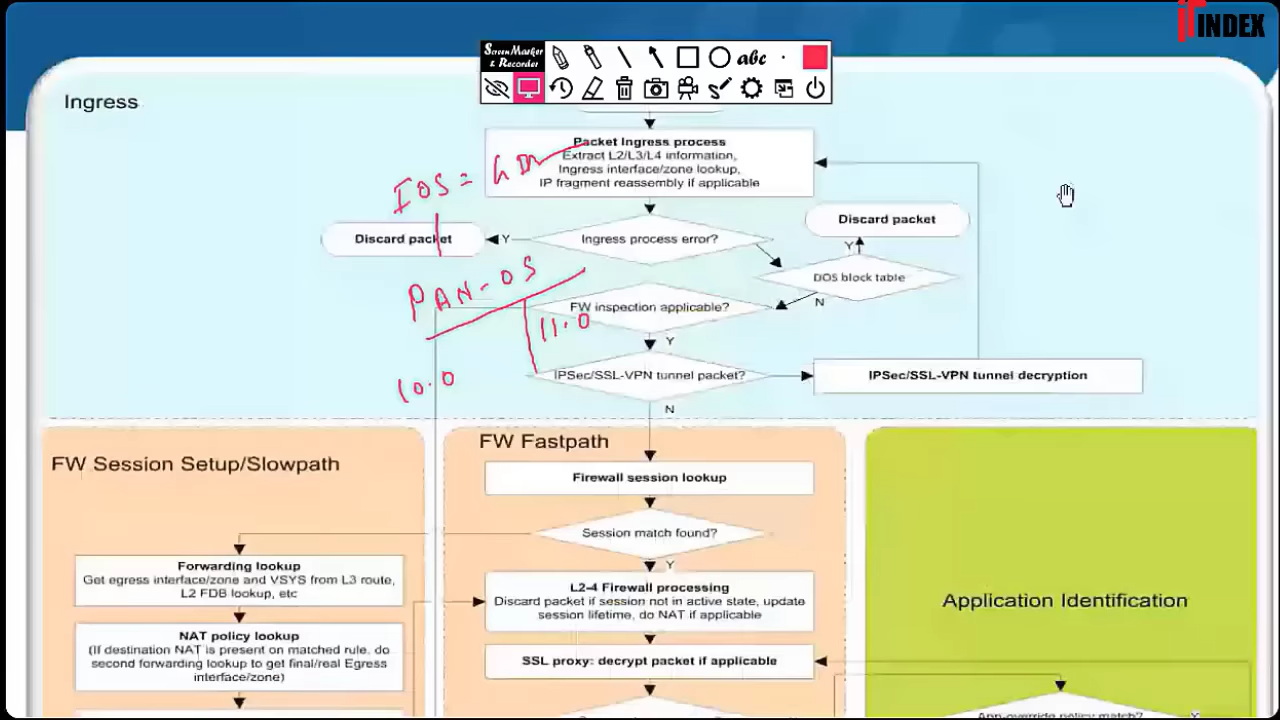 IT INDEX
ScreenMarker
& Recorder
abc
Ingress
Packet Ingress process
Extract L2/L3/L4 information,
Ingress interface/zone lookup,
IP fragment reassembly if applicable
IOS =
Discard packet
Y
Ingress process error?
Discard packet
Y
DOS block table
N
PAN-OS
FW inspection applicable?
11.0
Y
10.0
IPSec/SSL-VPN tunnel packet?
IPSec/SSL-VPN tunnel decryption
N
FW Session Setup/Slowpath
FW Fastpath
Firewall session lookup
Session match found?
Y
Forwarding lookup
Get egress interface/zone and VSYS from L3 route,
L2 FDB lookup, etc
L2-4 Firewall processing
Discard packet if session not in active state, update
session lifetime, do NAT if applicable
Application Identification
NAT policy lookup
(If destination NAT is present on matched rule, do
second forwarding lookup to get final/real Egress
interface/zone)
SSL proxy: decrypt packet if applicable
App-override policy match?
Y